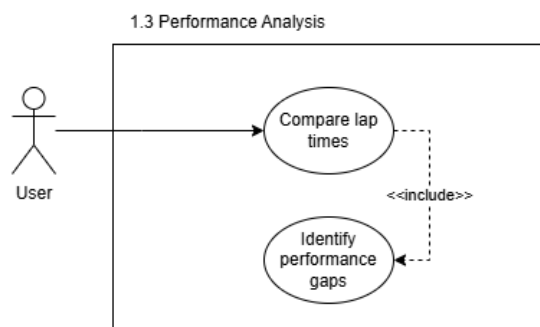 1.3 Performance Analysis
Compare lap
times
User
<<include>>
Identify
performance
gaps